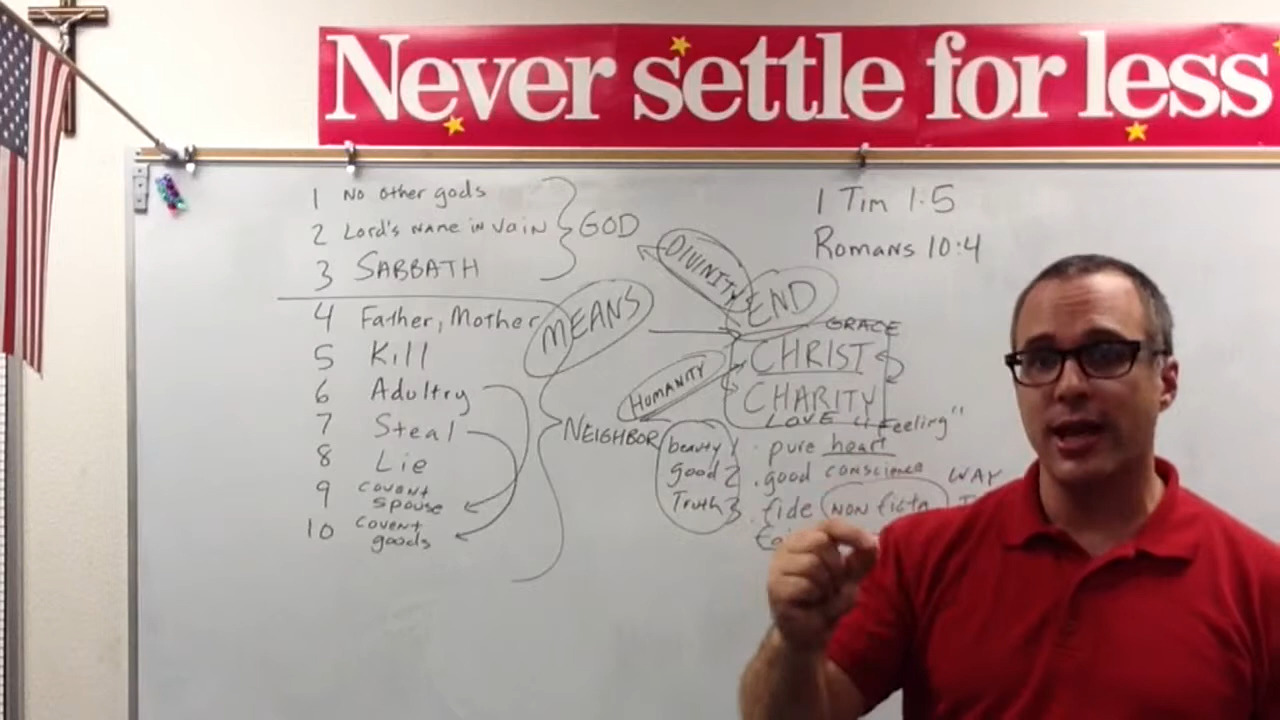 Never settle for less
1 No other gods
2 Lord's name in vain
3 SABBATH
GOD
4 Father, Mother
5 Kill
6 Adultry
7 Steal
8 Lie
9 covent
spouse
10 covent
goods
MEANS
NEIGHBOR
1 Tim 1:5
Romans 10:4
DIVINITY
END
GRACE
HUMANITY
CHRIST
CHARITY
LOVE "Feeling"
beauty 1 . pure heart
good 2 . good conscience
Truth 3 . fide non ficta
WAY